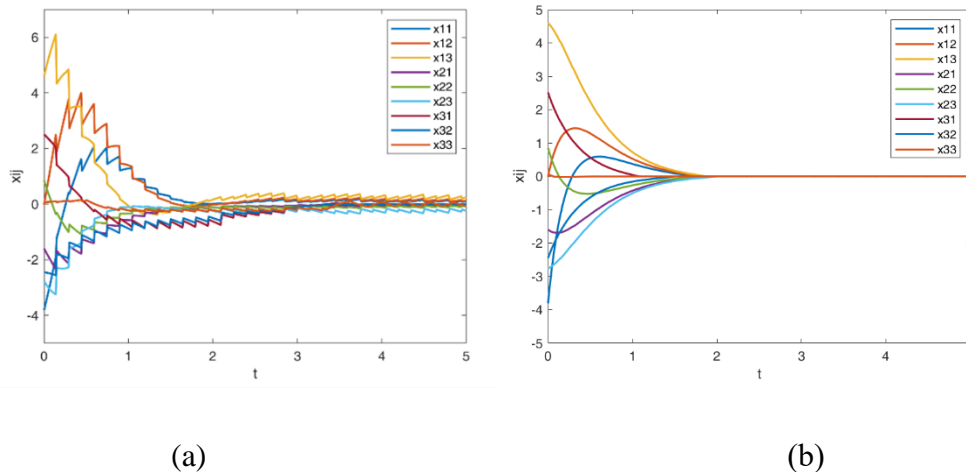 6
4
2
0
-2
-4
0 1 2 3 4 5
xij
t
x11
x12
x13
x21
x22
x23
x31
x32
x33
5
4
3
2
1
0
-1
-2
-3
-4
-5
0 1 2 3 4
xij
t
x11
x12
x13
x21
x22
x23
x31
x32
x33
(a) (b)